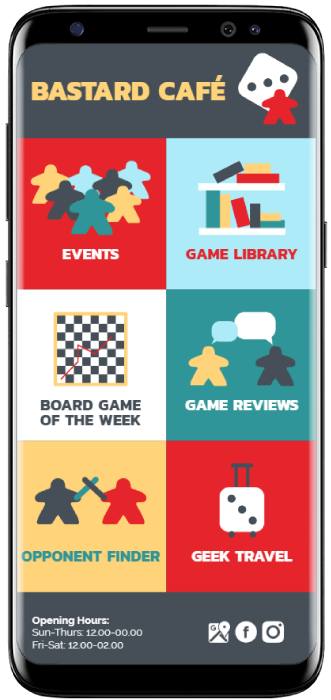 BASTARD CAFÉ
EVENTS
GAME LIBRARY
BOARD GAME
OF THE WEEK
GAME REVIEWS
OPPONENT FINDER
GEEK TRAVEL
Opening Hours:
Sun-Thurs: 12.00-00.00
Fri-Sat: 12.00-02.00